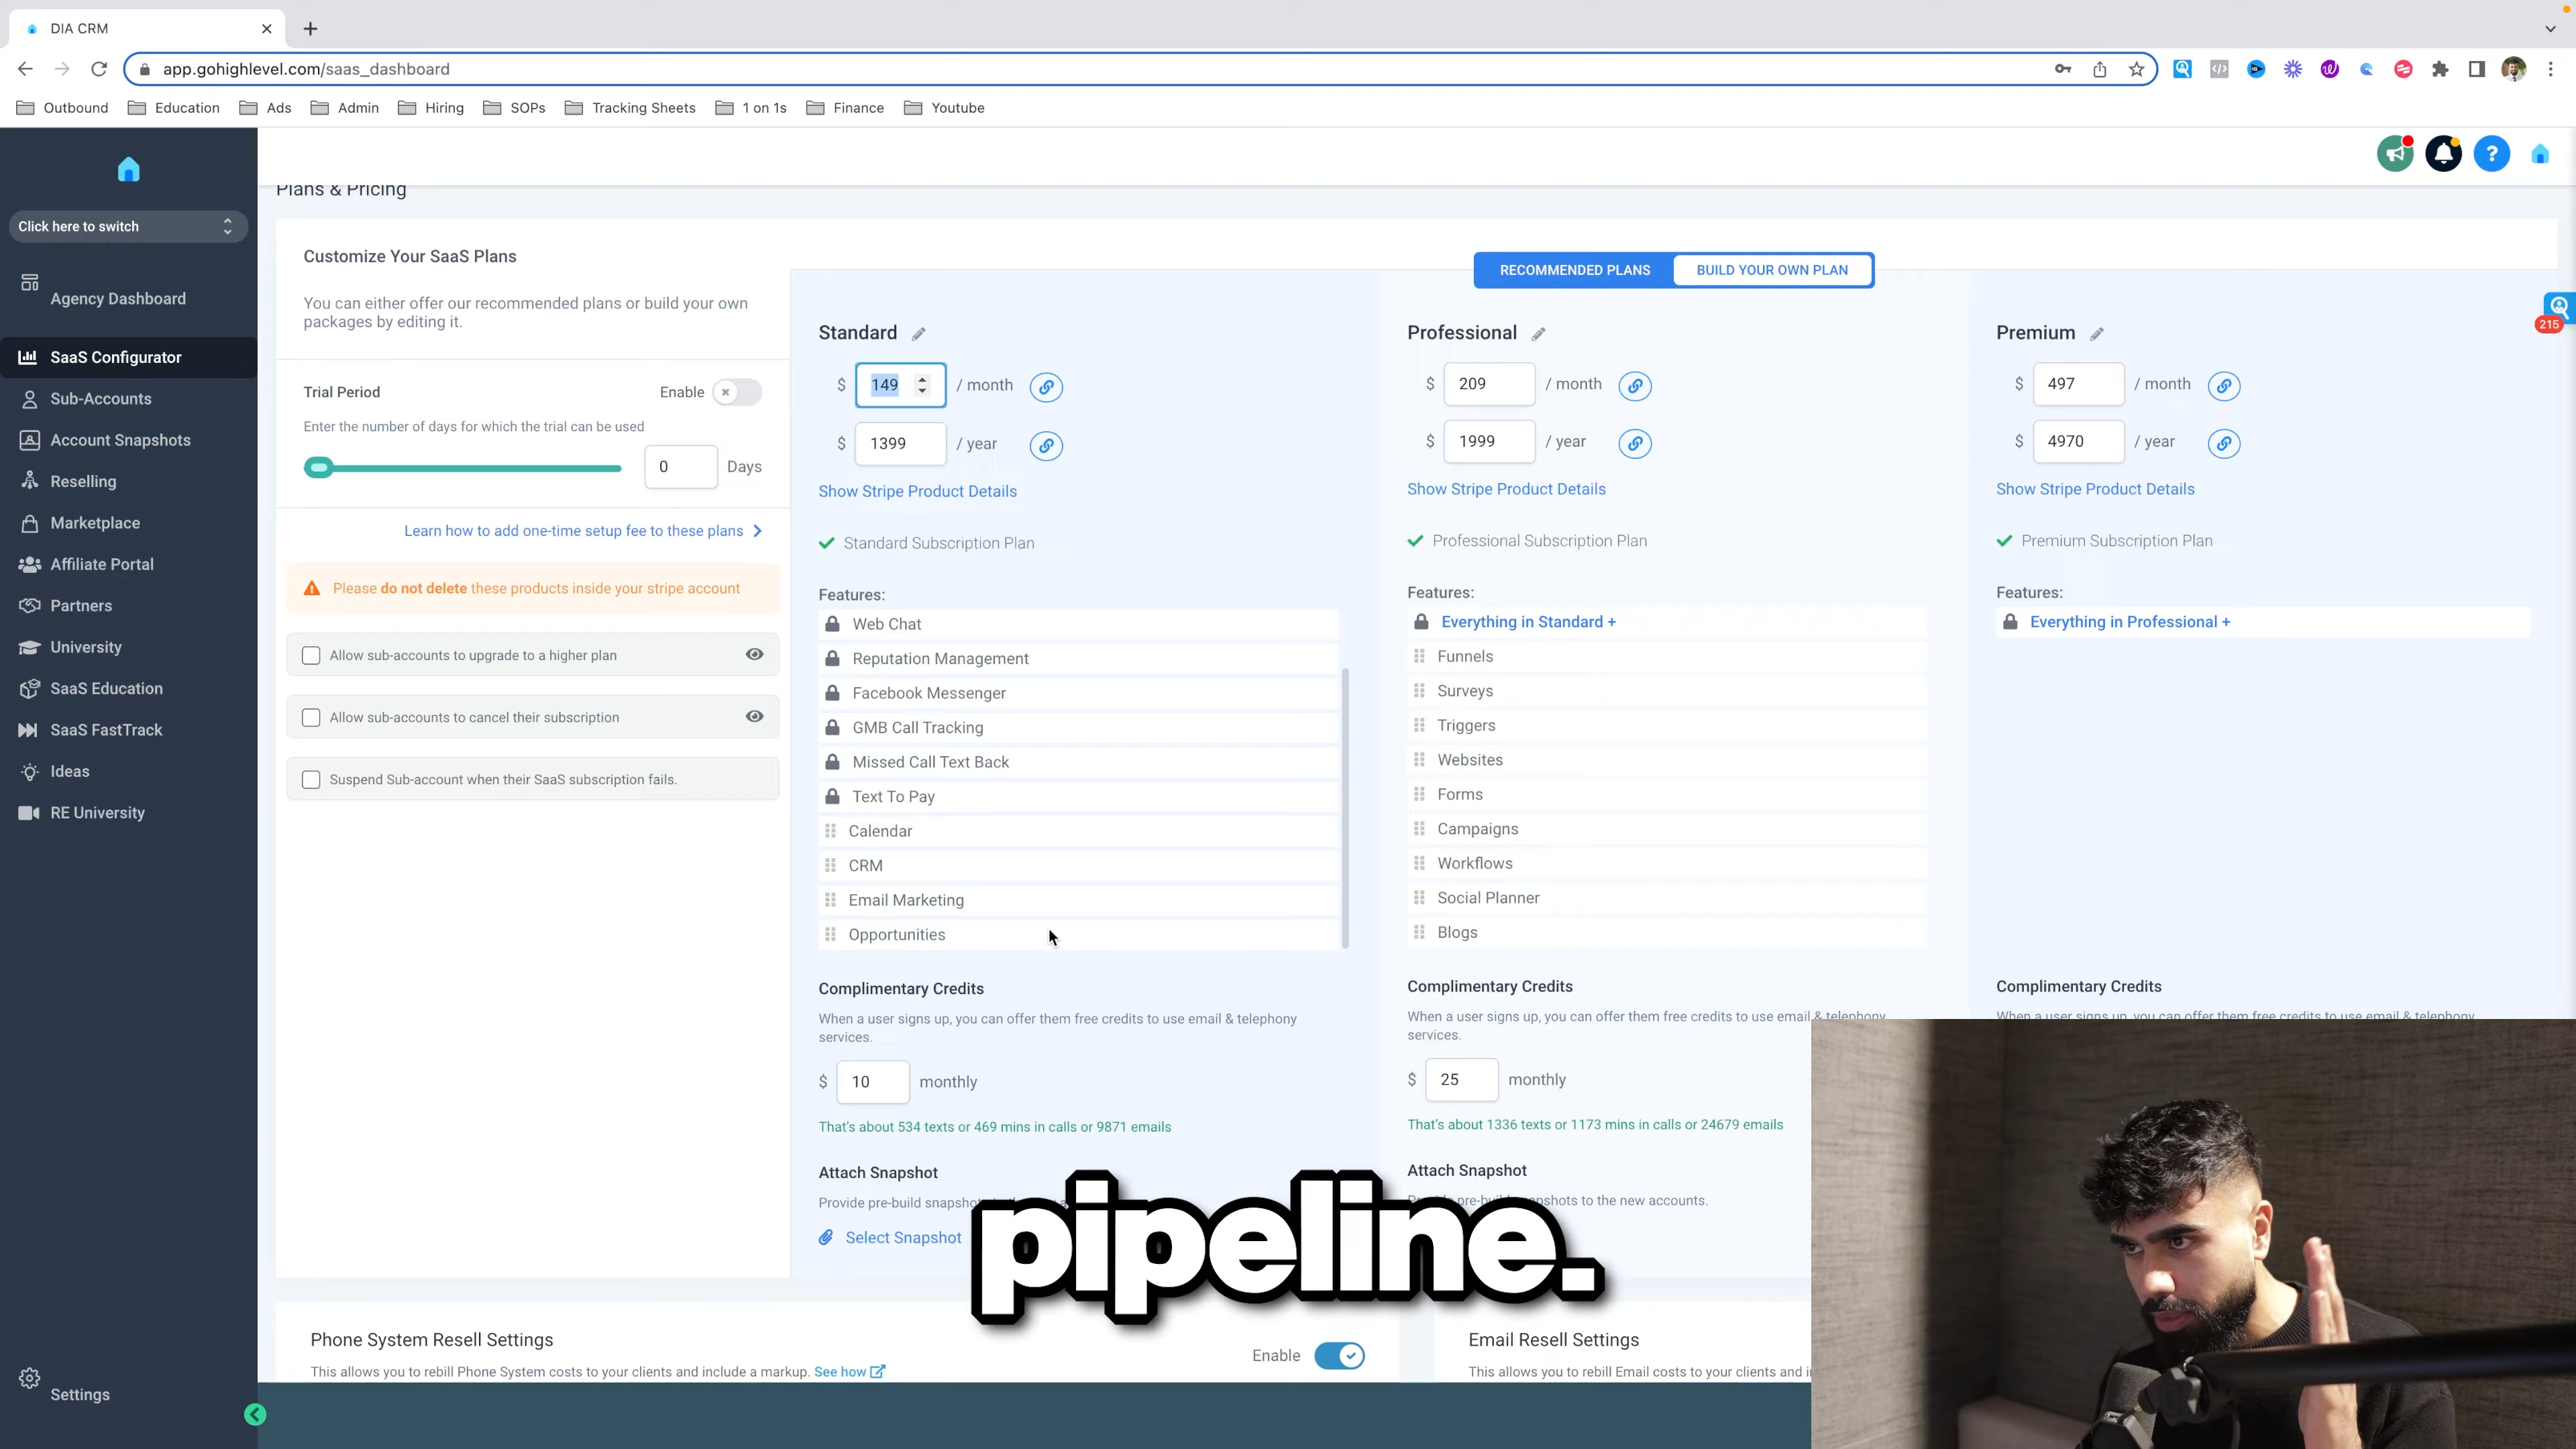 DIA CRM
app.gohighlevel.com/saas_dashboard
Outbound Education Ads Admin Hiring SOPs Tracking Sheets 1 on 1s Finance Youtube
Click here to switch
Agency Dashboard
SaaS Configurator
Sub-Accounts
Account Snapshots
Reselling
Marketplace
Affiliate Portal
Partners
University
SaaS Education
SaaS FastTrack
Ideas
RE University
Settings
Plans & Pricing
Customize Your SaaS Plans
You can either offer our recommended plans or build your own
packages by editing it.
Trial Period Enable
Enter the number of days for which the trial can be used
0 Days
Learn how to add one-time setup fee to these plans
Please do not delete these products inside your stripe account
Allow sub-accounts to upgrade to a higher plan
Allow sub-accounts to cancel their subscription
Suspend Sub-account when their SaaS subscription fails.
RECOMMENDED PLANS BUILD YOUR OWN PLAN
215
Standard
$ 149 / month
$ 1399 / year
Show Stripe Product Details
Standard Subscription Plan
Features:
Web Chat
Reputation Management
Facebook Messenger
GMB Call Tracking
Missed Call Text Back
Text To Pay
Calendar
CRM
Email Marketing
Opportunities
Complimentary Credits
When a user signs up, you can offer them free credits to use email & telephony
services.
$ 10 monthly
That's about 534 texts or 469 mins in calls or 9871 emails
Attach Snapshot
Provide pre-build snapshots
Select Snapshot
Professional
$ 209 / month
$ 1999 / year
Show Stripe Product Details
Professional Subscription Plan
Features:
Everything in Standard +
Funnels
Surveys
Triggers
Websites
Forms
Campaigns
Workflows
Social Planner
Blogs
Complimentary Credits
When a user signs up, you can offer them free credits to use email & telephony
services.
$ 25 monthly
That's about 1336 texts or 1173 mins in calls or 24679 emails
Attach Snapshot
pre-build snapshots to the new accounts.
Premium
$ 497 / month
$ 4970 / year
Show Stripe Product Details
Premium Subscription Plan
Features:
Everything in Professional +
Complimentary Credits
When a user signs up, you can offer them free credits to use email & telephony
pipeline.
Phone System Resell Settings
This allows you to rebill Phone System costs to your clients and include a markup. See how
Enable
Email Resell Settings
This allows you to rebill Email costs to your clients and